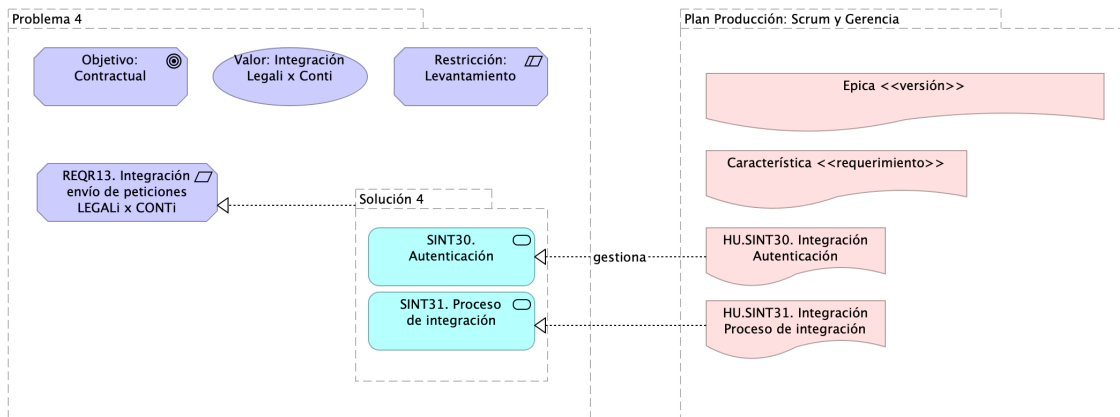 Problema 4
Objetivo:
Contractual
Valor: Integración
Legali x Conti
Restricción:
Levantamiento
REQR13. Integración
envío de peticiones
LEGALi x CONTi
Solución 4
SINT30.
Autenticación
SINT31. Proceso
de integración
gestiona
Plan Producción: Scrum y Gerencia
Epica <<versión>>
Característica <<requerimiento>>
HU.SINT30. Integración
Autenticación
HU.SINT31. Integración
Proceso de integración